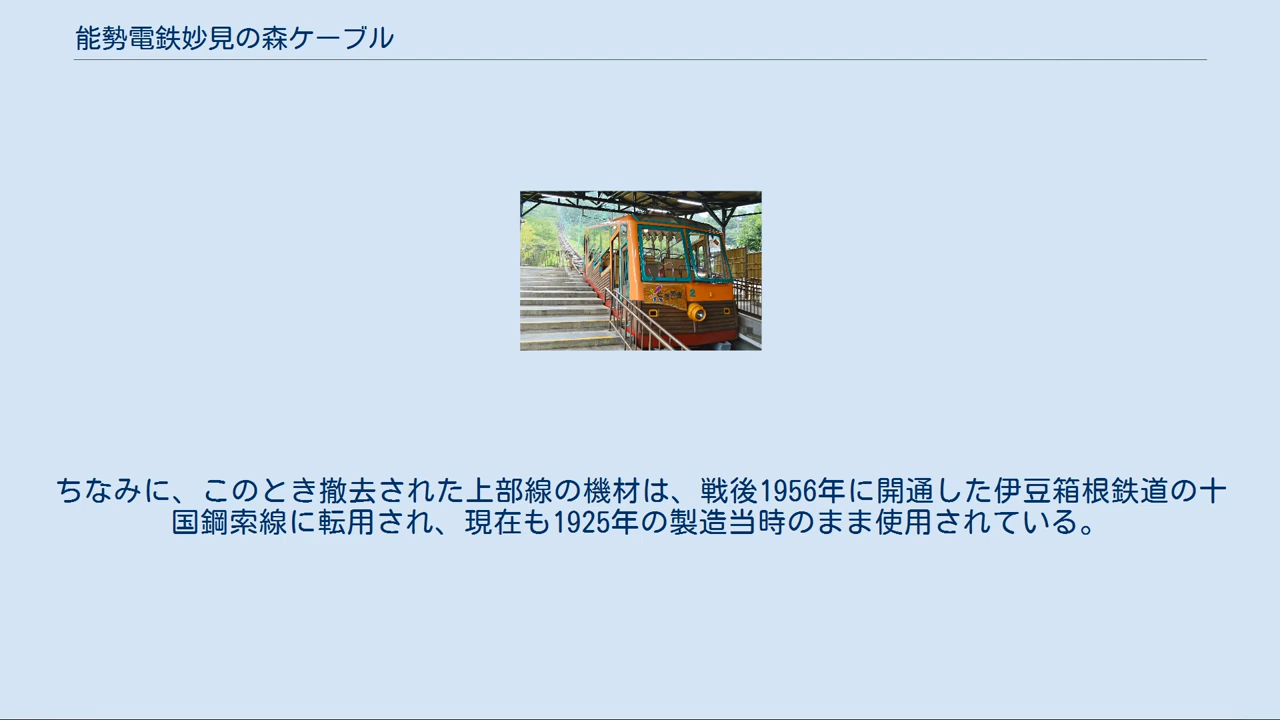 能勢電鉄妙見の森ケーブル
2
ちなみに、このとき撤去された上部線の機材は、戦後1956年に開通した伊豆箱根鉄道の十
国鋼索線に転用され、現在も1925年の製造当時のまま使用されている。